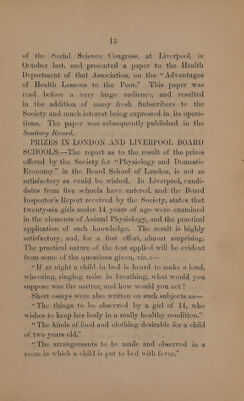 13
of the Social Science Congress, at Liverpool, in
October last, and presented a paper to the Health
Department of that Association, on the "Advantages
of Health Lessons to the Poor." This paper was
read before a very large audience, and resulted
in the addition of many fresh Subscribers to the
Society and much interest being expressed in its opera-
tions. The paper was subsequently published in the
Sanitary Record.
PRIZES IN LONDON AND LIVERPOOL BOARD
SCHOOLS.—The report as to the result of the prizes
offered by the Society for "Physiology and Domestic
Economy" in the Board School of London, is not as
satisfactory as could be wished. In Liverpool, candi-
dates from five schools have entered, and the Board
Inspector's Report received by the Society, states that
twenty-six girls under 14 years of age were examined
in the elements of Animal Physiology, and the practical
application of such knowledge. The result is highly
satisfactory, and, for a first effort, almost surprising.
The practical nature of the test applied will be evident
from some of the questions given, viz.:—
"If at night a child in bed is heard to make a loud,
wheezing, ringing noise in breathing, what would you
suppose was the matter, and how would you act?
Short essays were also written on such subjects as—
"The things to be observed by a girl of 14, who
wishes to keep her body in a really healthy condition."
"The kinds of food and clothing desirable for a child
of two years old."
"The arrangements to be made and observed in a
room in which a child is put to bed with fever."